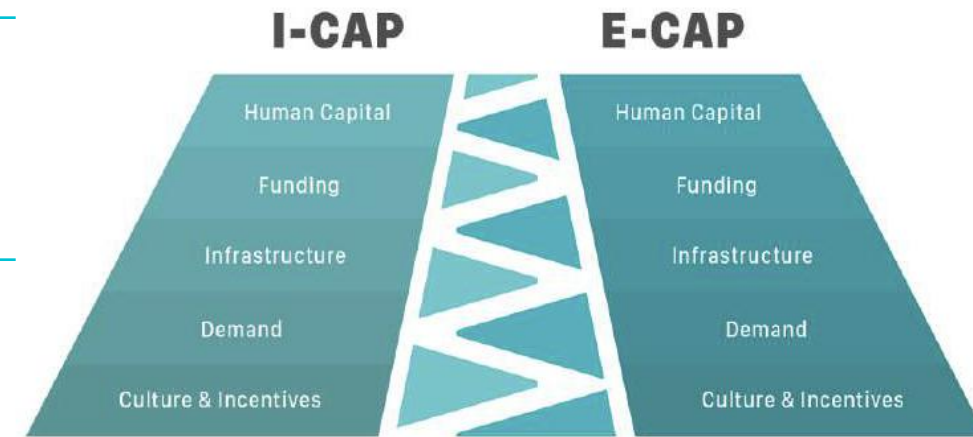 I-CAP
E-CAP
Human Capital
Human Capital
Funding
Funding
Infrastructure
Infrastructure
Demand
Demand
Culture & Incentives
Culture & Incentives